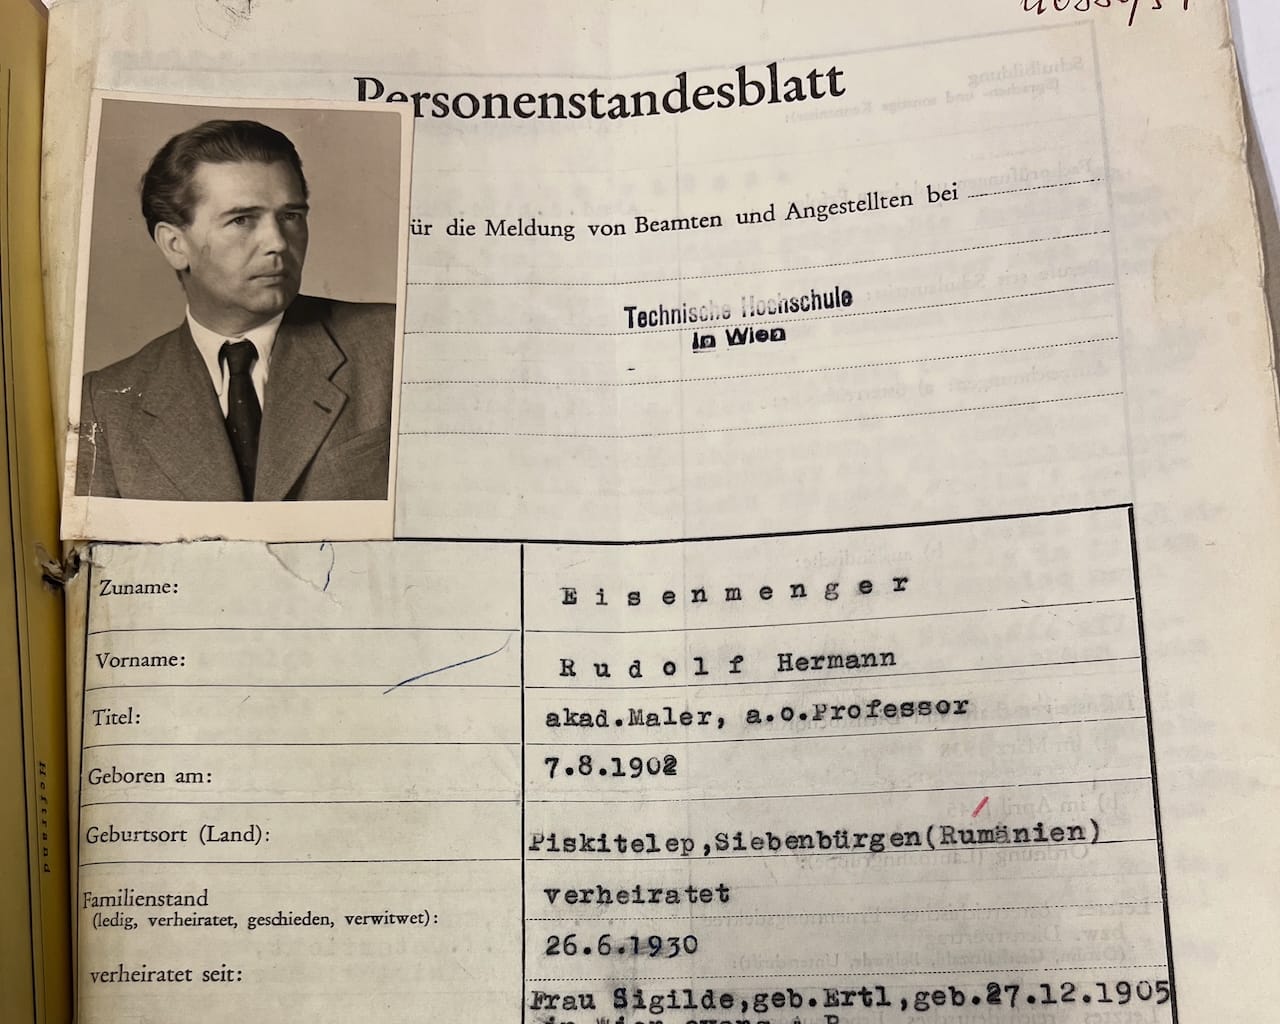 Personenstandesblatt
ür die Meldung von Beamten und Angestellten bei
Technische Hochschule
in Wien
Zuname: Eisenmenger
Vorname: Rudolf Hermann
Titel: akad.Maler, a.o.Professor
Geboren am: 7.8.1902
Geburtsort (Land): Piskitelep,Siebenbürgen(Rumänien)
Familienstand
(ledig, verheiratet, geschieden, verwitwet): verheiratet
verheiratet seit: 26.6.1930
Frau Sigilde,geb.Ertl,geb.27.12.1905
Heftrand